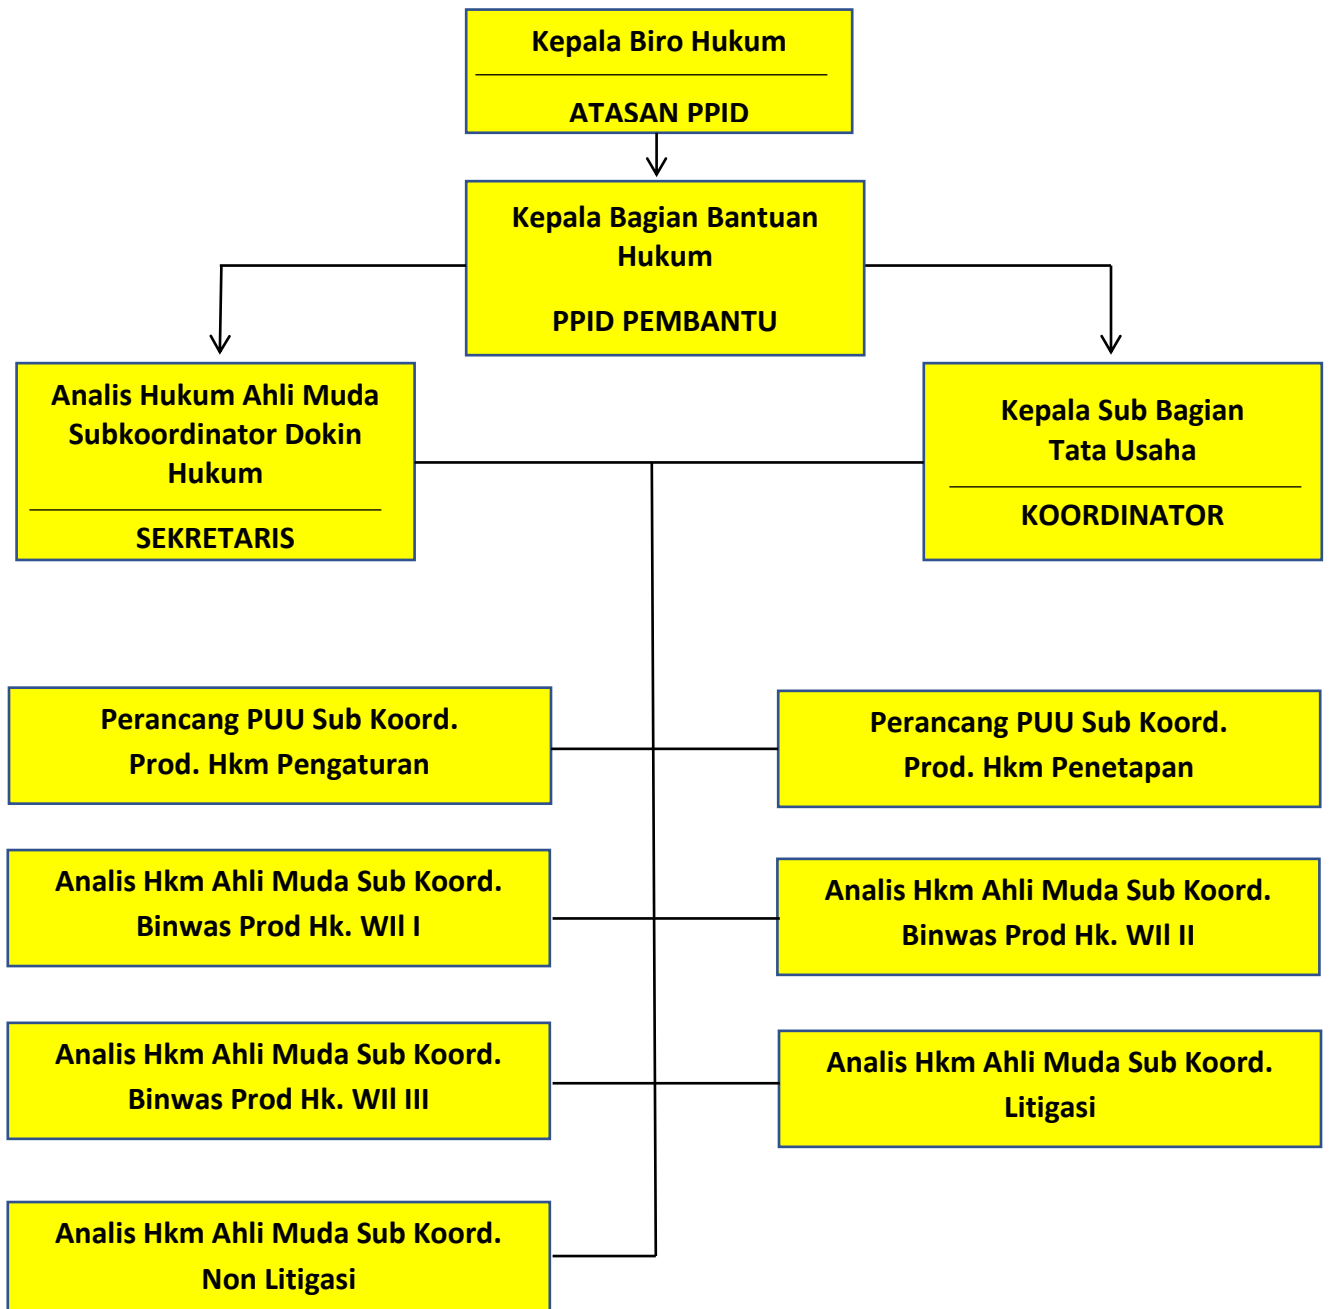 Kepala Biro Hukum
ATASAN PPID
Kepala Bagian Bantuan
Hukum
PPID PEMBANTU
Analis Hukum Ahli Muda
Subkoordinator Dokin
Hukum
SEKRETARIS
Kepala Sub Bagian
Tata Usaha
KOORDINATOR
Perancang PUU Sub Koord.
Prod. Hkm Pengaturan
Perancang PUU Sub Koord.
Prod. Hkm Penetapan
Analis Hkm Ahli Muda Sub Koord.
Binwas Prod Hk. WIl I
Analis Hkm Ahli Muda Sub Koord.
Binwas Prod Hk. WIl II
Analis Hkm Ahli Muda Sub Koord.
Binwas Prod Hk. WIl III
Analis Hkm Ahli Muda Sub Koord.
Litigasi
Analis Hkm Ahli Muda Sub Koord.
Non Litigasi